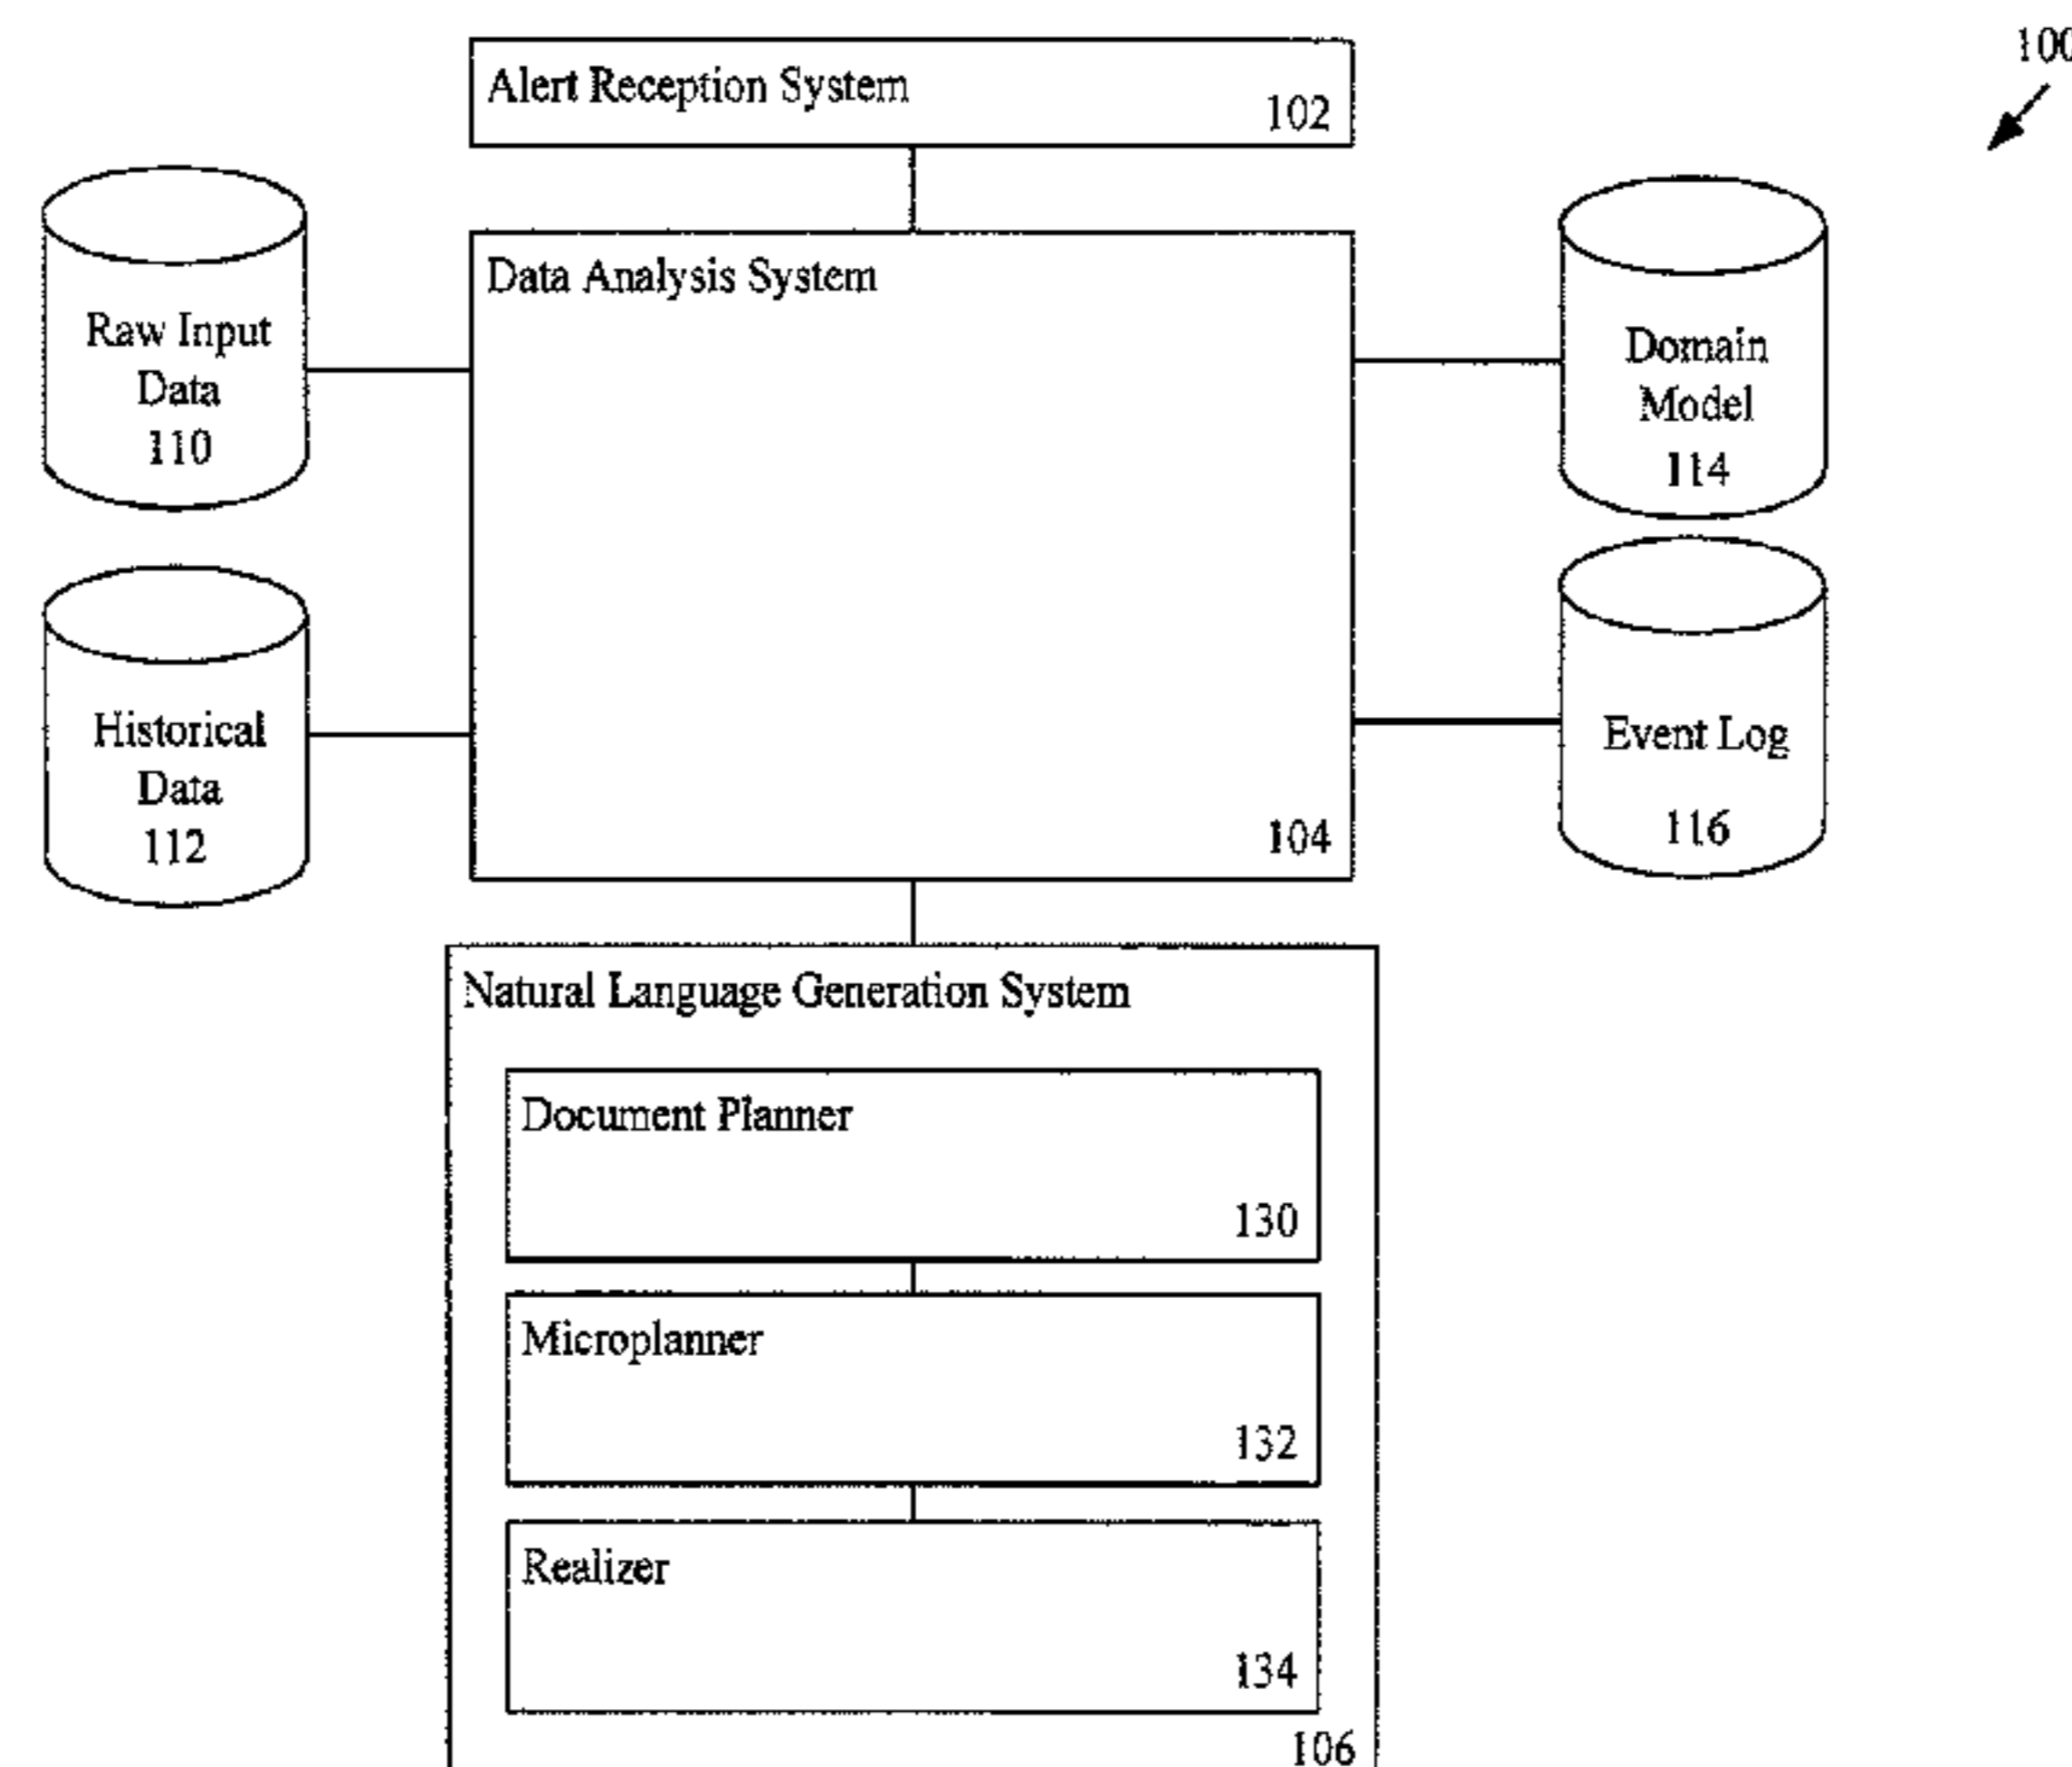 100
Alert Reception System
102
Data Analysis System
104
Raw Input
Data
110
Historical
Data
112
Domain
Model
114
Event Log
116
Natural Language Generation System
Document Planner
130
Microplanner
132
Realizer
134
106